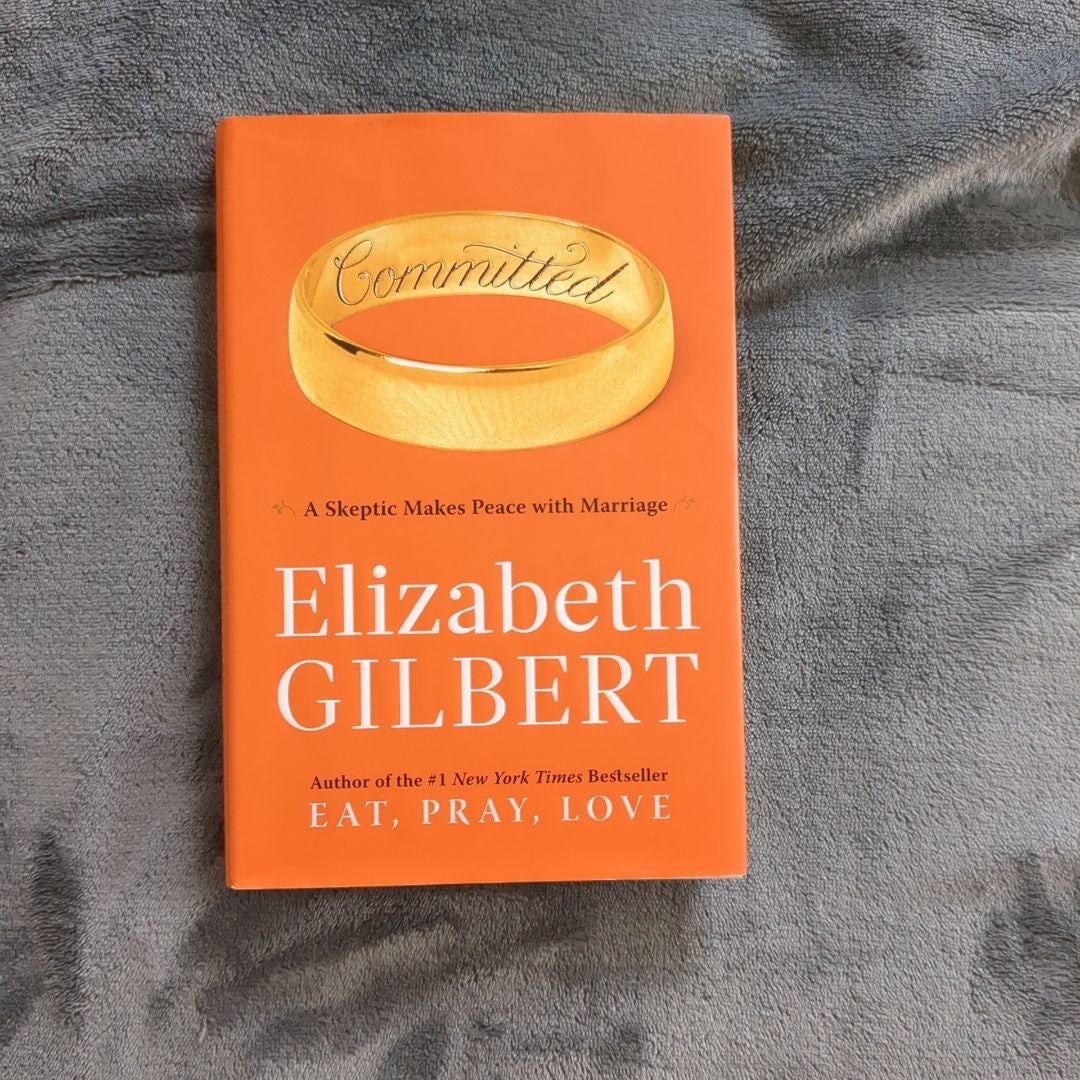 Committed
A Skeptic Makes Peace with Marriage
Elizabeth
GILBERT
Author of the #1 New York Times Bestseller
EAT, PRAY, LOVE